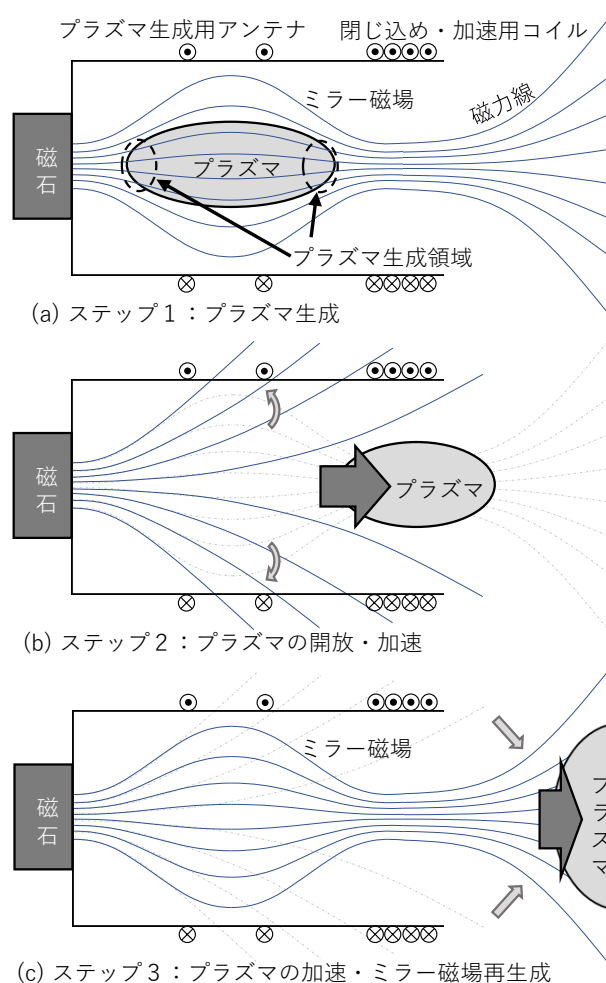 プラズマ生成用アンテナ
閉じ込め・加速用コイル
ミラー磁場
磁力線
磁石
プラズマ
プラズマ生成領域
(a) ステップ１：プラズマ生成
磁石
プラズマ
(b) ステップ２：プラズマの開放・加速
ミラー磁場
磁石
プラズマ
(c) ステップ３：プラズマの加速・ミラー磁場再生成